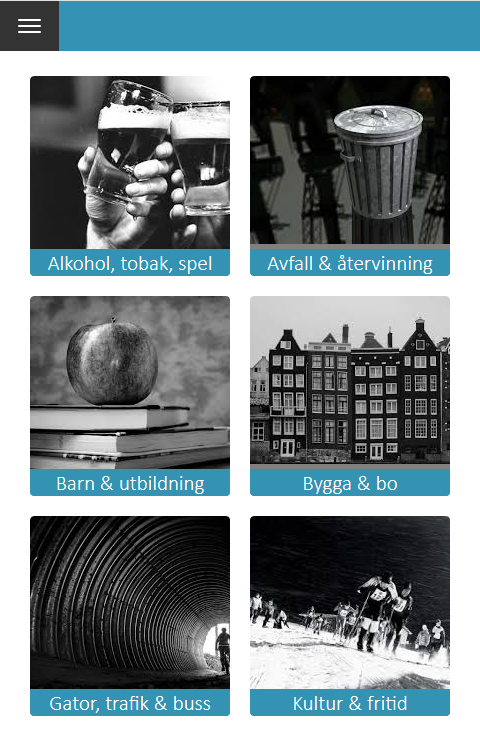 Alkohol, tobak, spel
Avfall & återvinning
Barn & utbildning
Bygga & bo
Gator, trafik & buss
Kultur & fritid